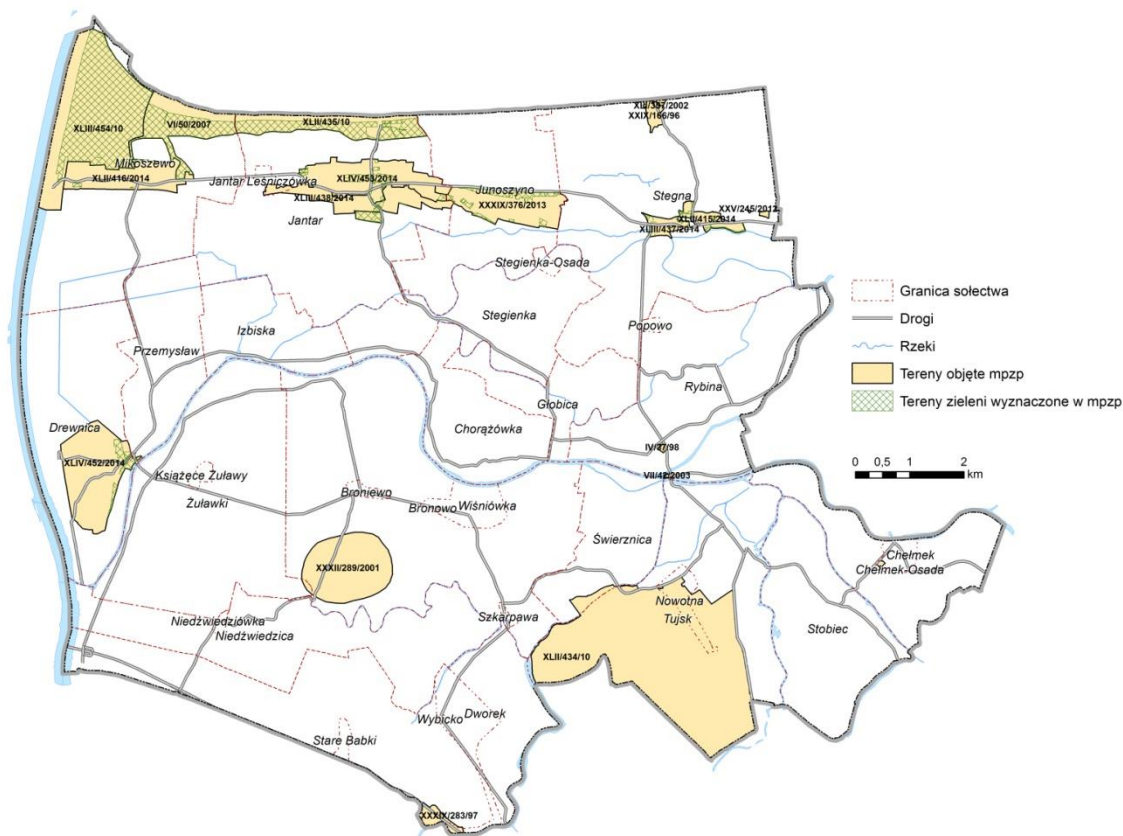 XLI/387/2002
XXIX/166/96
XLIII/454/10
VI/50/2007
XLII/435/10
Mikoszewo
XLII/416/2014
Jantar Leśniczówka
XLIV/453/2014
XLIII/438/2014
Jantar
Junoszyno
XXXIX/376/2013
Stegna
XXV/245/2012
XLII/415/2014
XLIII/437/2014
Stegienka-Osada
Stegienka
Izbiska
Przemysław
Popowo
Rybina
Głobica
Chorążówka
Drewnica
XLIV/452/2014
Książęce Żuławy
Żuławki
IV/27/98
VII/42/2003
Broniewo
Bronowo
Wiśniówka
Świerznica
XXXII/289/2001
Chełmek
Chełmek-Osada
Niedźwiedziówka
Niedźwiedzica
Szkarpawa
Nowotna
Tujsk
Stobiec
XLII/434/10
Wybicko
Dworek
Stare Babki
XXXIX/283/97
Granica sołectwa
Drogi
Rzeki
Tereny objęte mpzp
Tereny zieleni wyznaczone w mpzp
0 0,5 1 2
km